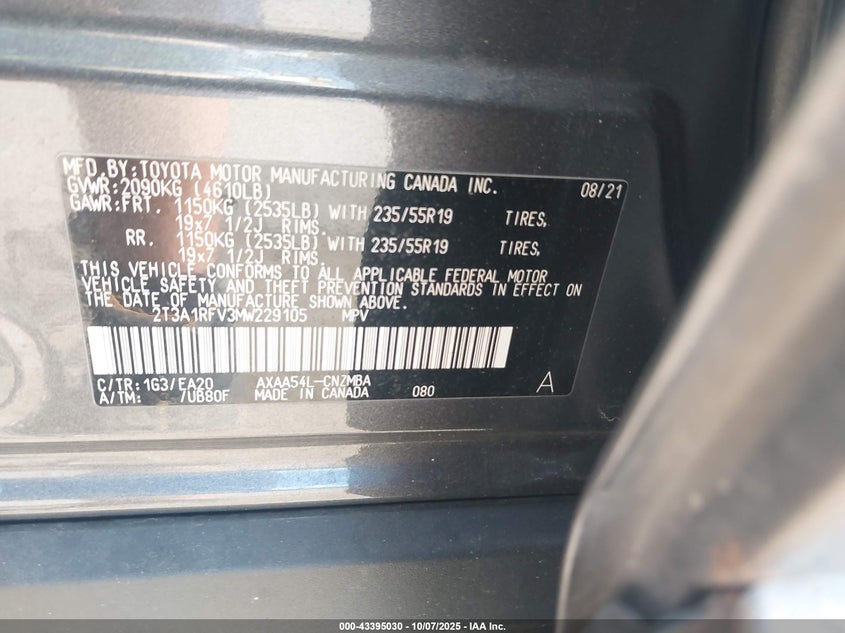 MFD.BY:TOYOTA MOTOR MANUFACTURING CANADA INC. 08/21
GVWR:2090KG (4610LB)
GAWR:FRT. 1150KG (2535LB) WITH 235/55R19 TIRES,
19x7 1/2J RIMS.
RR. 1150KG (2535LB) WITH 235/55R19 TIRES,
19x7 1/2J RIMS.
THIS VEHICLE CONFORMS TO ALL APPLICABLE FEDERAL MOTOR
VEHICLE SAFETY AND THEFT PREVENTION STANDARDS IN EFFECT ON
THE DATE OF MANUFACTURE SHOWN ABOVE.
2T3A1RFV3MW229105 MPV
C/TR:1G3/EA20 AXAA54L-CNZMBA
A/TM: /UB80F MADE IN CANADA 080 A
000-43395030 - 10/07/2025 - IAA Inc.